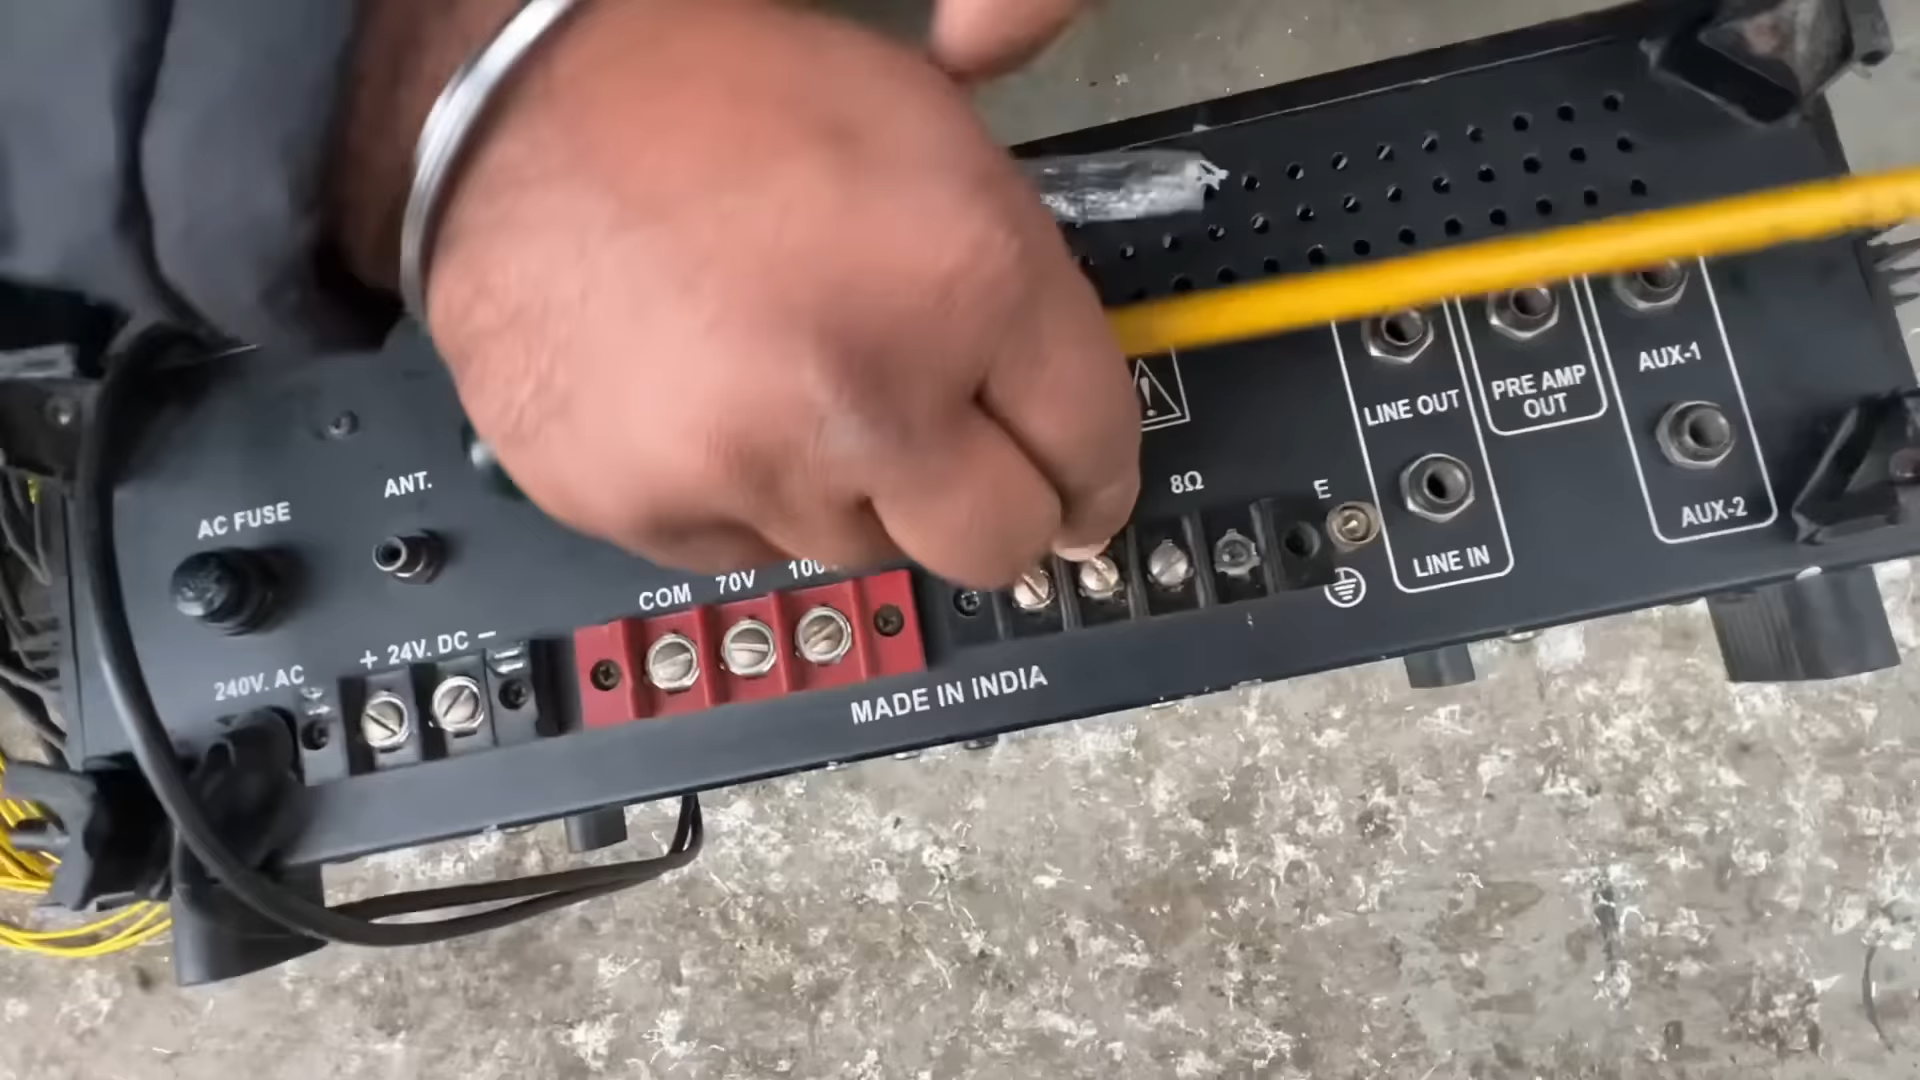 AC FUSE
ANT.
240V. AC
+ 24V. DC −
COM 70V
8Ω
E
MADE IN INDIA
LINE OUT
LINE IN
PRE AMP
OUT
AUX-1
AUX-2